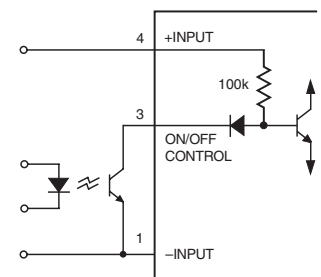 4 +INPUT
100k
3
ON/OFF
CONTROL
1 –INPUT